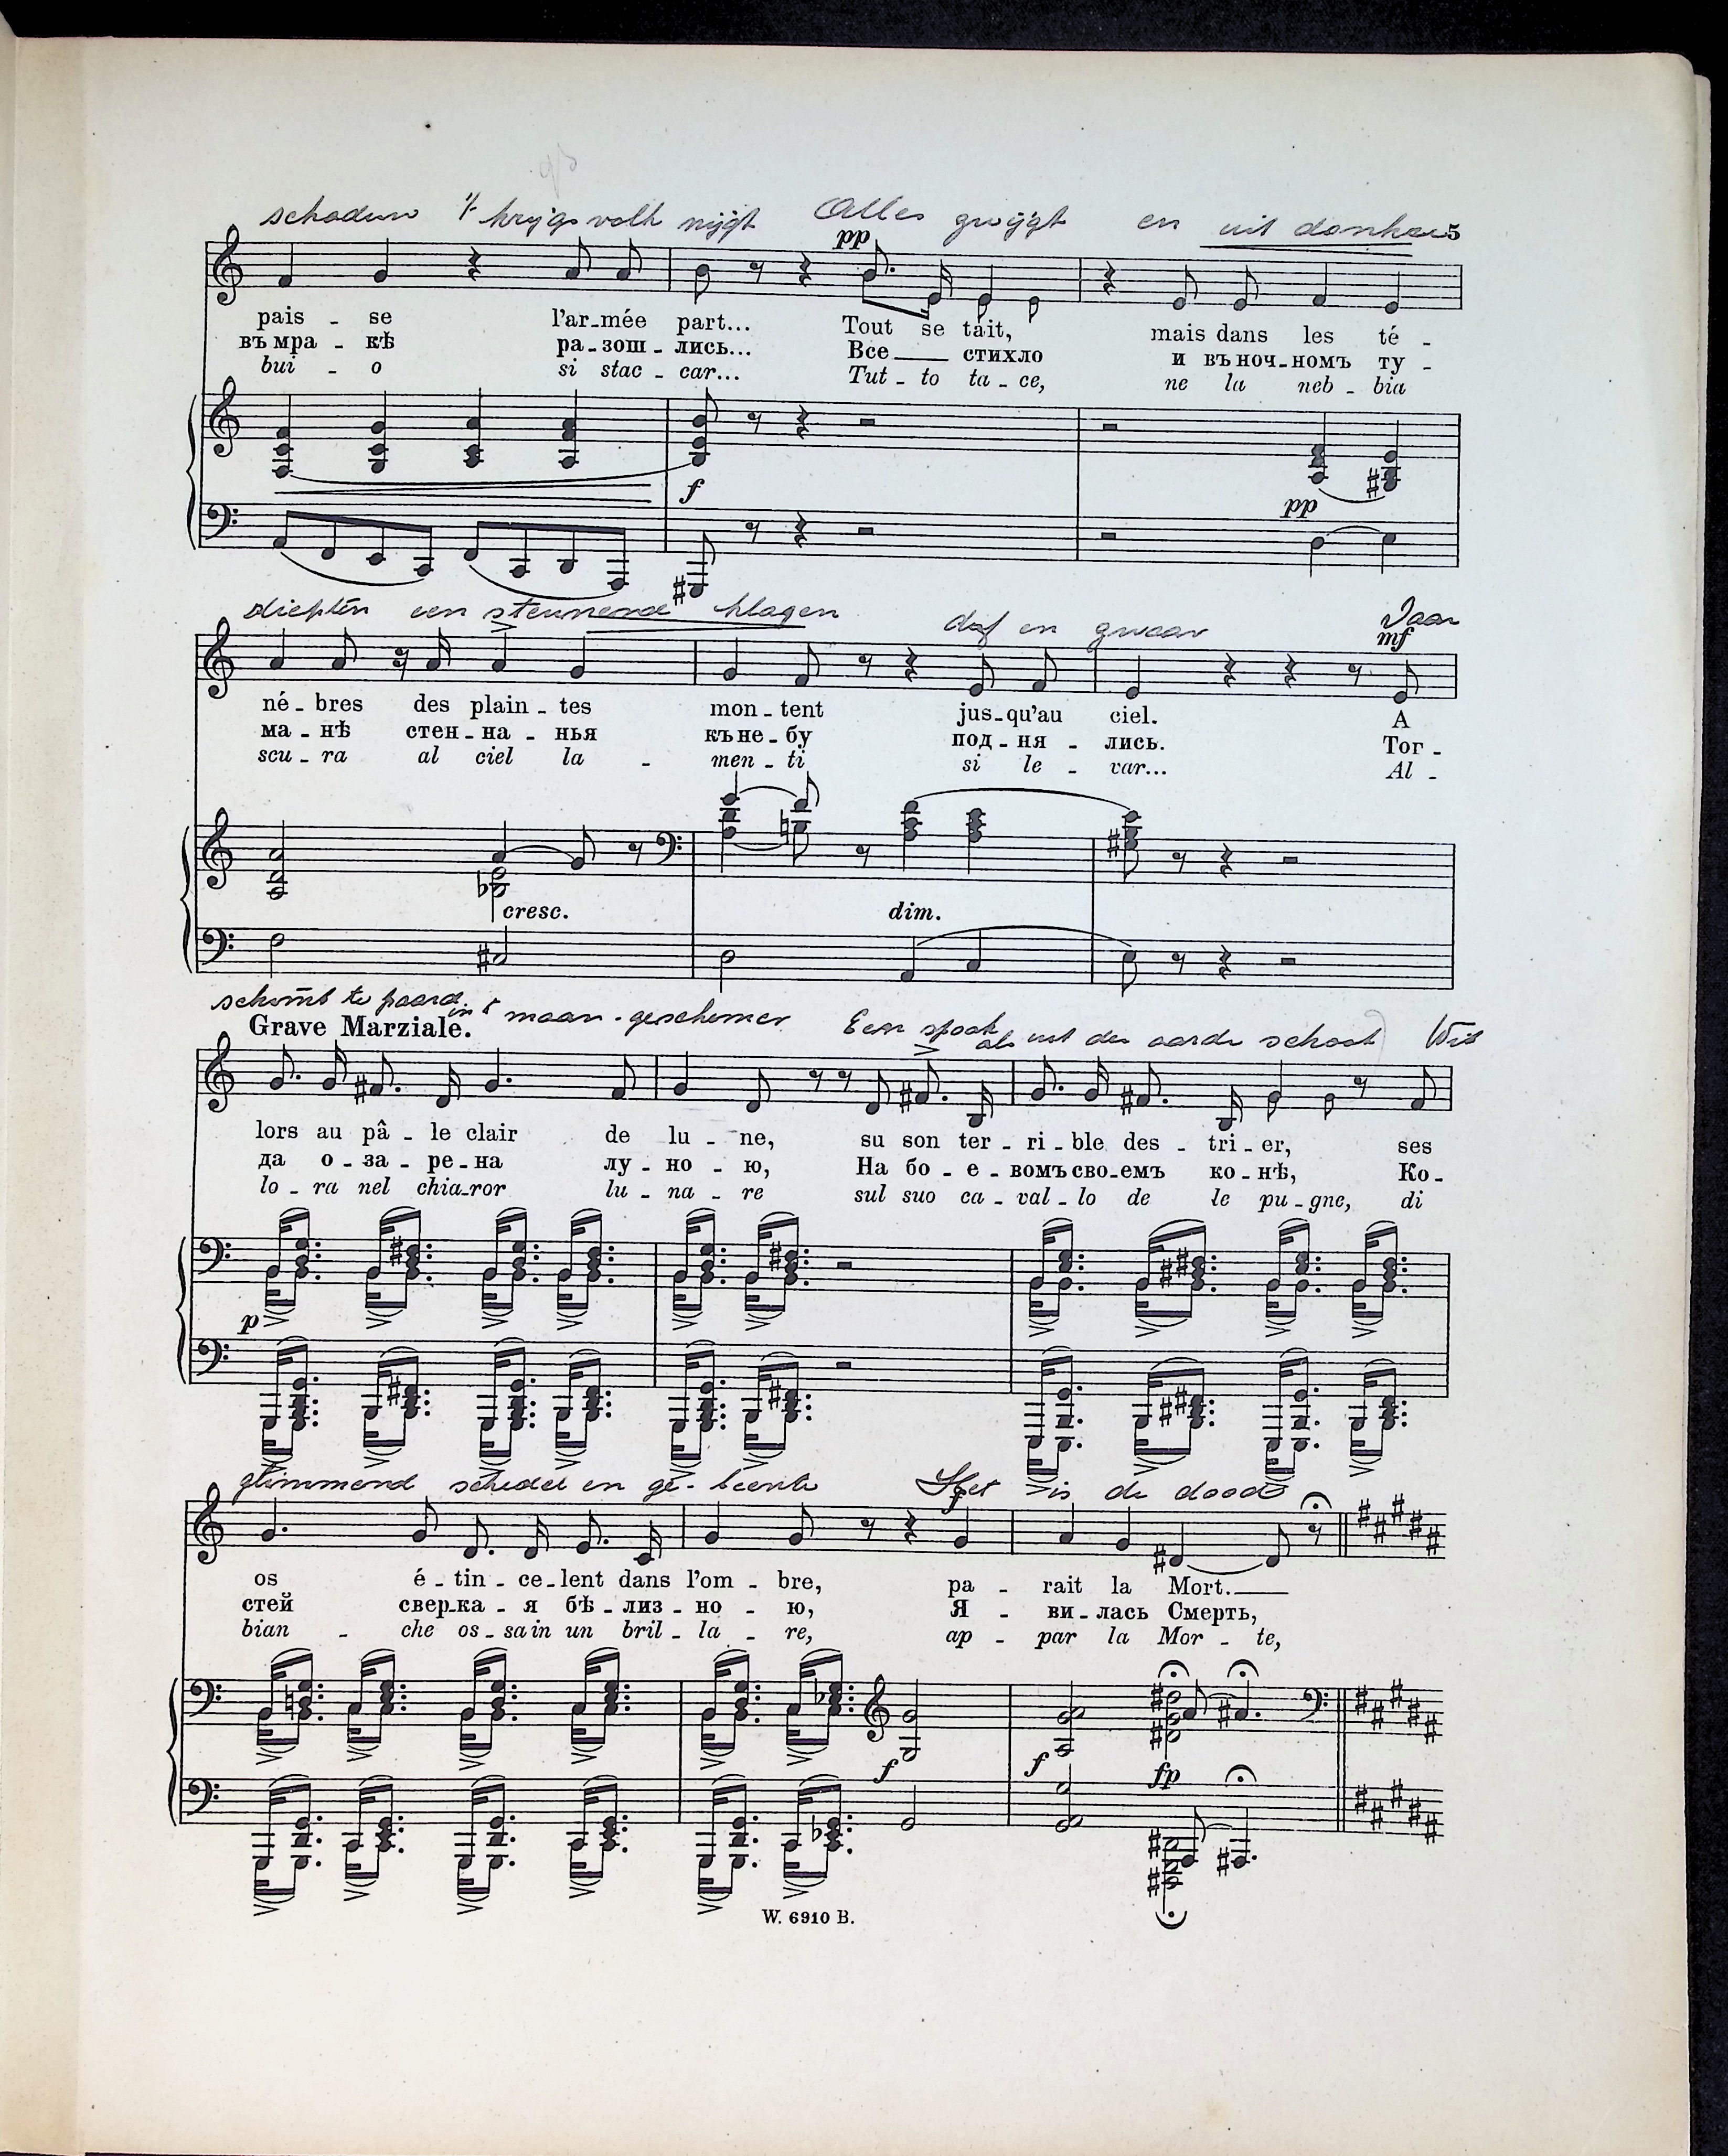 schaduw 't krijgsvolk nijgt Alles zwijgt en uit donkere
5
pp
pais - se l'ar-mée part... Tout se tait, mais dans les té -
въ мра - кѣ ра - зош - лись... Все стихло и въ ноч-номъ ту -
bui - o si stac - car... Tut - to ta - ce, ne la neb - bia
f pp
diepten een steunend klagen dof en zwaar Daar
mf
né - bres des plain - tes mon - tent jus - qu'au ciel. A
ма - нѣ стен - на - нья къ не - бу под - ня - лись. Тог -
scu - ra al ciel la - men - ti si le - var... Al -
cresc. dim.
te paard in 't maan-geschemer Een spook als uit der aarde schoot Wit
Grave Marziale.
lors au pâ - le clair de lu - ne, su son ter - ri - ble des - tri - er, ses
да о - за - ре - на лу - но - ю, На бо - е - вомъ сво - емъ ко - нѣ, Ко -
lo - ra nel chia - ror lu - na - re sul suo ca - val - lo de le pu - gne, di
p
glimmend schedel en ge-beente Het is de dood
f
os é - tin - ce - lent dans l'om - bre, pa - rait la Mort.
стей свер - ка - я бѣ - лиз - но - ю, Я - ви - лась Смерть,
bian - che os - sa in un bril - la - re, ap - par la Mor - te,
f f fp
W. 6910 B.